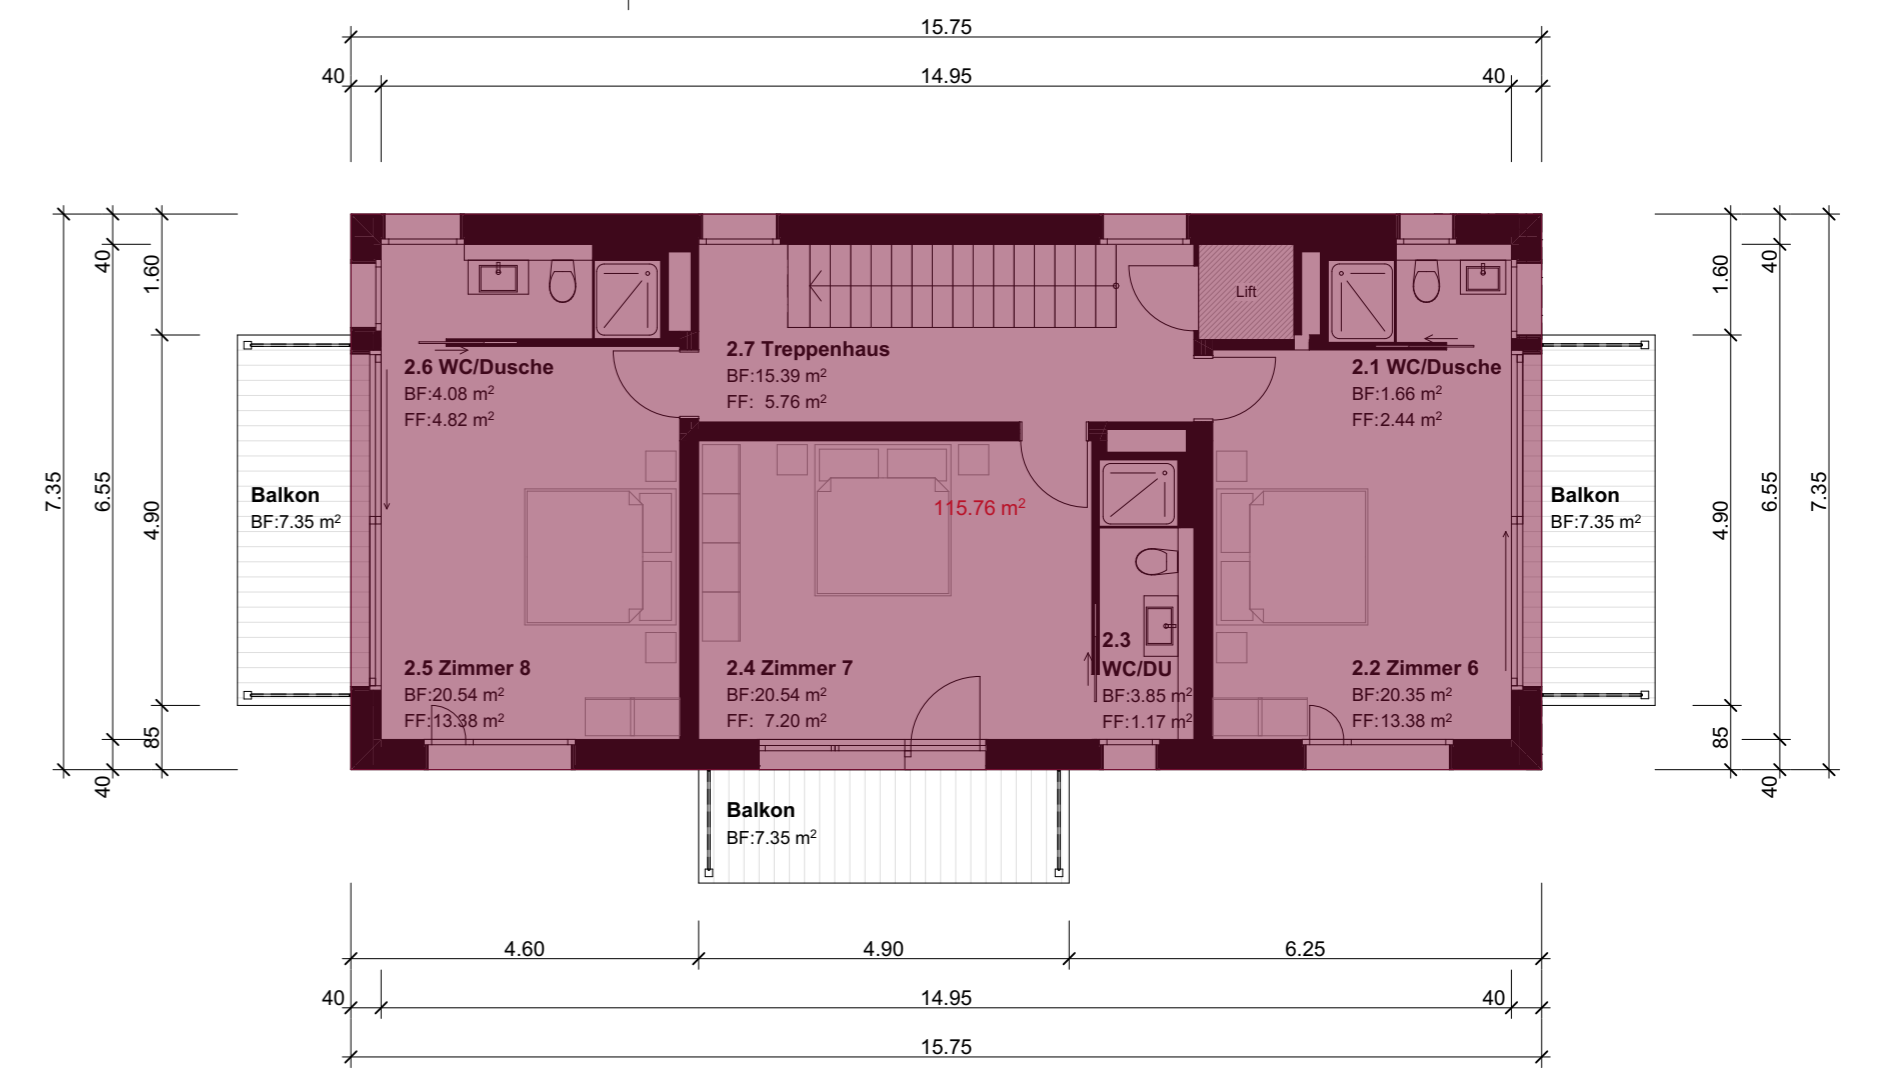 15.75
40 14.95 40
40 1.60
40 1.60
Lift
2.7 Treppenhaus
BF:15.39 m²
FF: 5.76 m²
2.6 WC/Dusche
BF:4.08 m²
FF:4.82 m²
2.1 WC/Dusche
BF:1.66 m²
FF:2.44 m²
7.35 6.55 4.90
Balkon
BF:7.35 m²
115.76 m²
Balkon
BF:7.35 m²
4.90 6.55 7.35
2.5 Zimmer 8
BF:20.54 m²
FF:13.38 m²
2.4 Zimmer 7
BF:20.54 m²
FF: 7.20 m²
2.3
WC/DU
BF:3.85 m²
FF:1.17 m²
2.2 Zimmer 6
BF:20.35 m²
FF:13.38 m²
40 85
85 40
Balkon
BF:7.35 m²
4.60 4.90 6.25
40 14.95 40
15.75